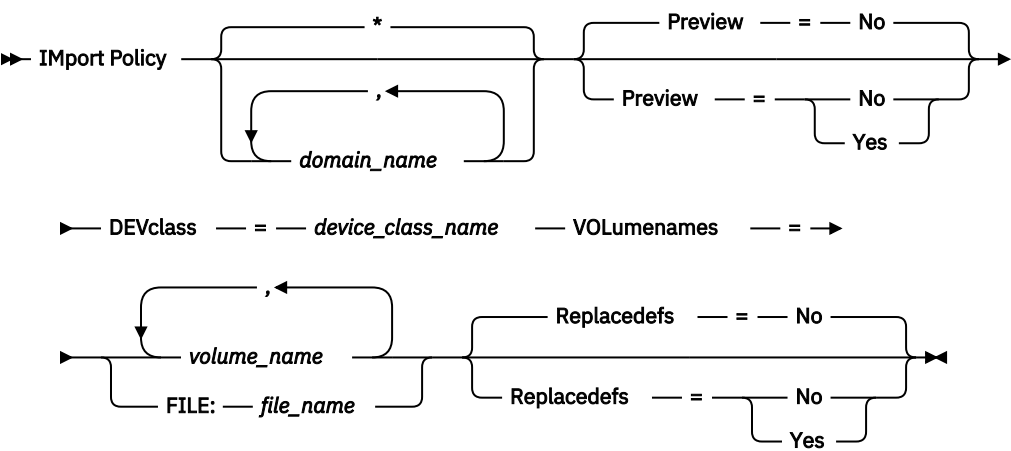 * Preview = No
IMport Policy
,
Preview = No
domain_name Yes
DEVclass = device_class_name VOLumenames =
, Replacedefs = No
volume_name
FILE: file_name Replacedefs = No
Yes